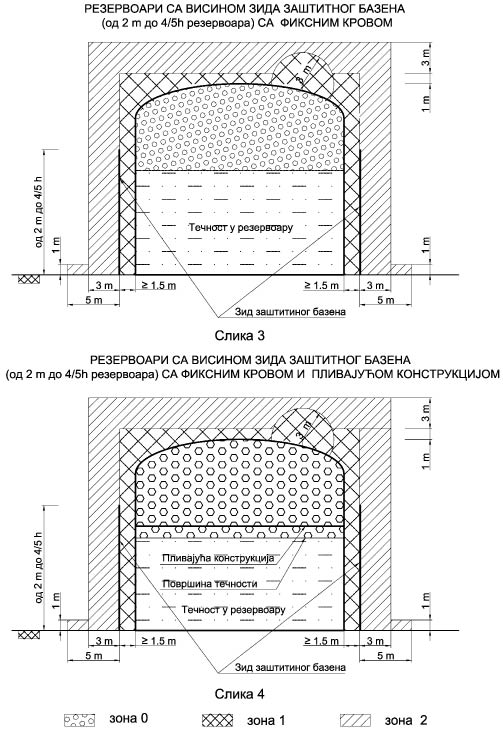 РЕЗЕРВОАРИ СА ВИСИНОМ ЗИДА ЗАШТИТНОГ БАЗЕНА
(од 2 m до 4/5h резервоара) СА ФИКСНИМ КРОВОМ
3 m
3 m
1 m
од 2 m до 4/5 h
Течност у резервоару
1 m
3 m
≥ 1.5 m
≥ 1.5 m
3 m
1 m
5 m
5 m
Зид заштитиног базена
Слика 3
РЕЗЕРВОАРИ СА ВИСИНОМ ЗИДА ЗАШТИТНОГ БАЗЕНА
(од 2 m до 4/5h резервоара) СА ФИКСНИМ КРОВОМ И ПЛИВАЈУЋОМ КОНСТРУКЦИЈОМ
3 m
3 m
1 m
од 2 m до 4/5 h
Пливајућа конструкција
Површина течности
Течност у резервоару
1 m
1 m
3 m
≥ 1.5 m
≥ 1.5 m
3 m
5 m
5 m
Зид заштитиног базена
Слика 4
зона 0
зона 1
зона 2